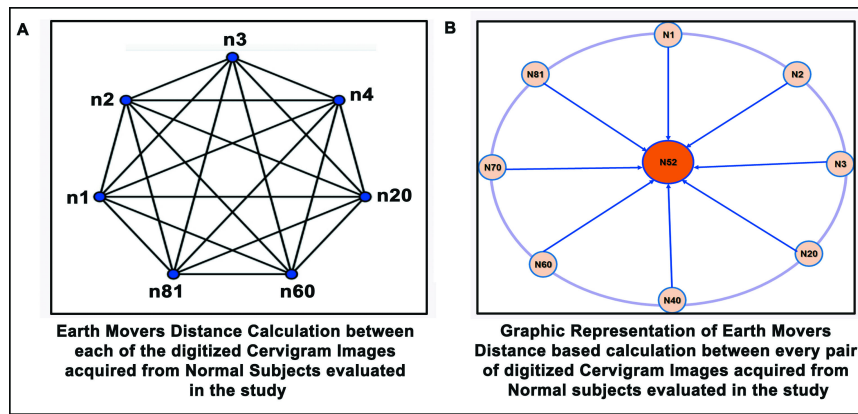 A
n3
n2
n4
n1
n20
n81
n60
Earth Movers Distance Calculation between
each of the digitized Cervigram Images
acquired from Normal Subjects evaluated
in the study
B
N1
N81
N2
N52
N70
N3
N60
N20
N40
Graphic Representation of Earth Movers
Distance based calculation between every pair
of digitized Cervigram Images acquired from
Normal subjects evaluated in the study